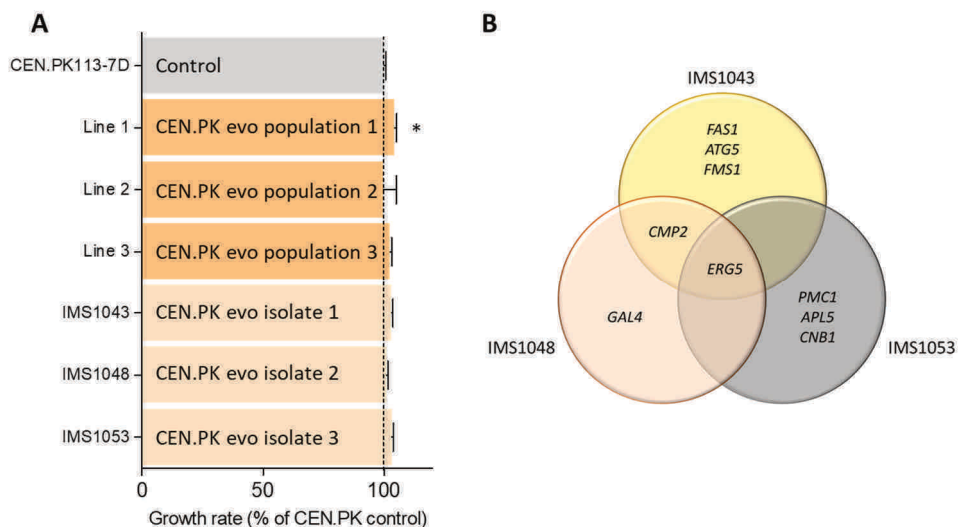 A
CEN.PK113-7D
Control
Line 1
CEN.PK evo population 1
*
Line 2
CEN.PK evo population 2
Line 3
CEN.PK evo population 3
IMS1043
CEN.PK evo isolate 1
IMS1048
CEN.PK evo isolate 2
IMS1053
CEN.PK evo isolate 3
0
50
100
Growth rate (% of CEN.PK control)
B
IMS1043
FAS1
ATG5
FMS1
CMP2
ERG5
GAL4
PMC1
APL5
CNB1
IMS1048
IMS1053